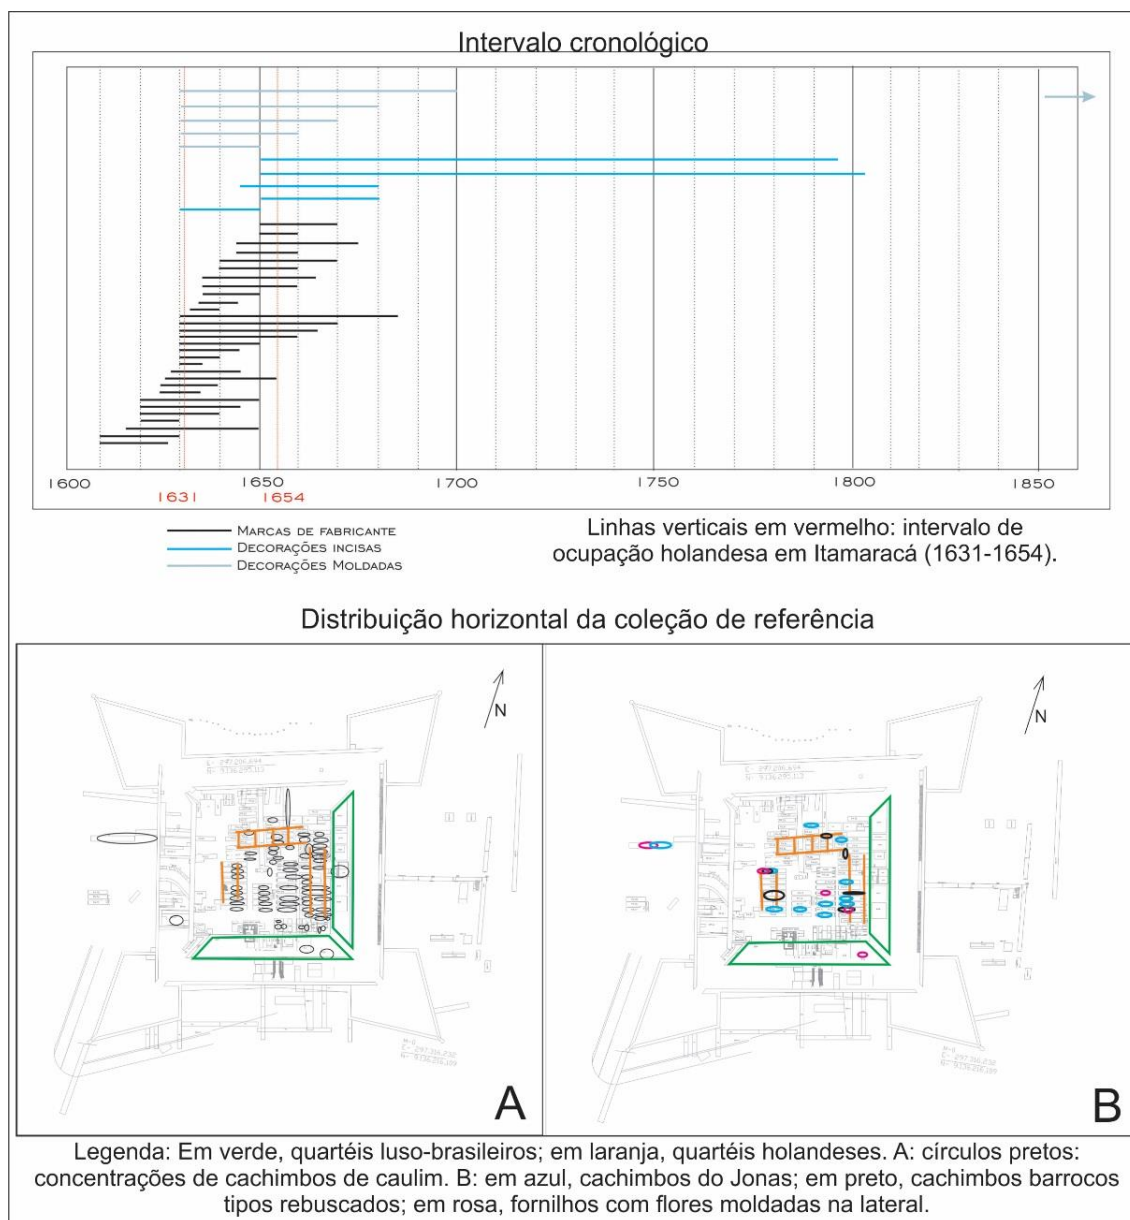 Intervalo cronológico
1600
1650
1700
1750
1800
1850
1631
1654
MARCAS DE FABRICANTE
DECORAÇÕES INCISAS
DECORAÇÕES MOLDADAS
Linhas verticais em vermelho: intervalo de
ocupação holandesa em Itamaracá (1631-1654).
Distribuição horizontal da coleção de referência
N
A
N
B
Legenda: Em verde, quartéis luso-brasileiros; em laranja, quartéis holandeses. A: círculos pretos:
concentrações de cachimbos de caulim. B: em azul, cachimbos do Jonas; em preto, cachimbos barrocos
tipos rebuscados; em rosa, fornilhos com flores moldadas na lateral.